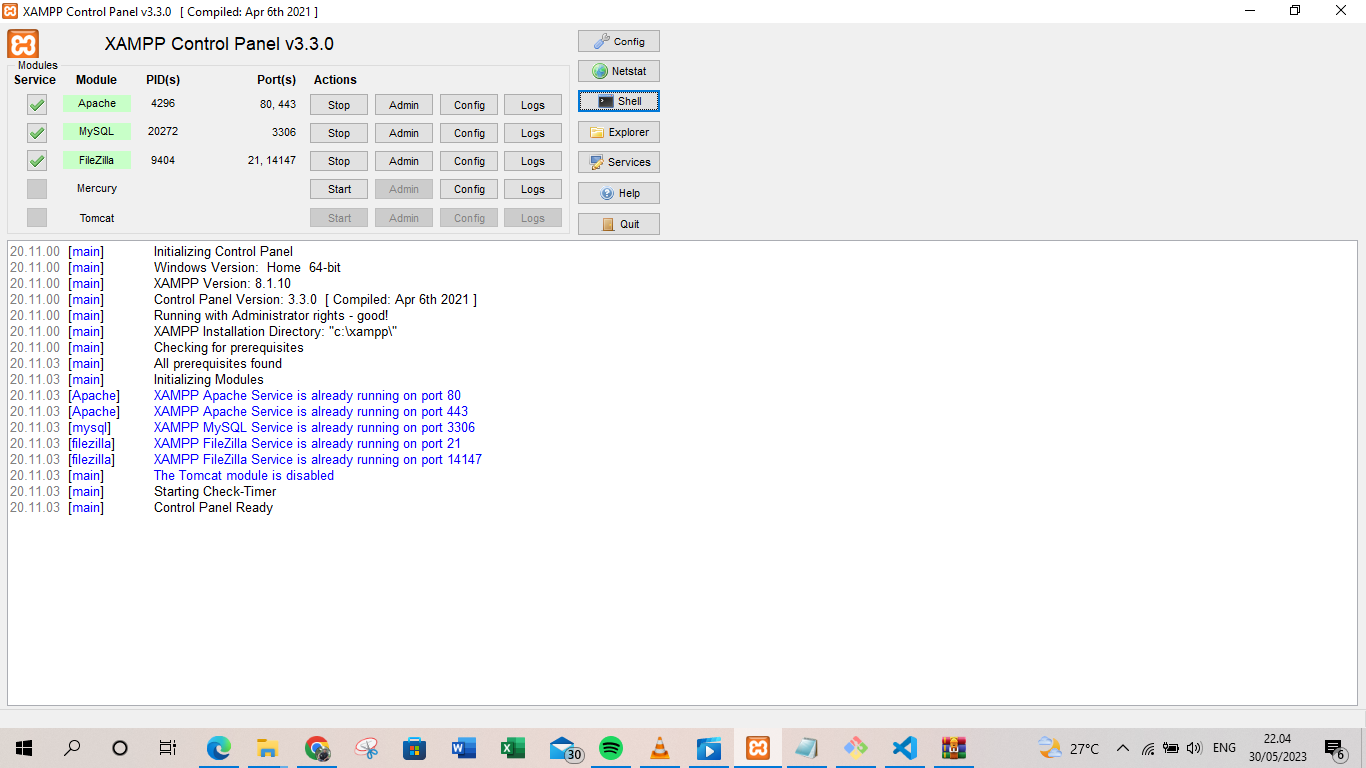 XAMPP Control Panel v3.3.0 [ Compiled: Apr 6th 2021 ]
XAMPP Control Panel v3.3.0
Config
Modules
Service Module PID(s) Port(s) Actions
Netstat
Apache 4296 80, 443 Stop Admin Config Logs
Shell
MySQL 20272 3306 Stop Admin Config Logs
Explorer
FileZilla 9404 21, 14147 Stop Admin Config Logs
Services
Mercury Start Admin Config Logs
Help
Tomcat Start Admin Config Logs
Quit
20.11.00 [main] Initializing Control Panel
20.11.00 [main] Windows Version: Home 64-bit
20.11.00 [main] XAMPP Version: 8.1.10
20.11.00 [main] Control Panel Version: 3.3.0 [ Compiled: Apr 6th 2021 ]
20.11.00 [main] Running with Administrator rights - good!
20.11.00 [main] XAMPP Installation Directory: "c:\xampp\"
20.11.00 [main] Checking for prerequisites
20.11.03 [main] All prerequisites found
20.11.03 [main] Initializing Modules
20.11.03 [Apache] XAMPP Apache Service is already running on port 80
20.11.03 [Apache] XAMPP Apache Service is already running on port 443
20.11.03 [mysql] XAMPP MySQL Service is already running on port 3306
20.11.03 [filezilla] XAMPP FileZilla Service is already running on port 21
20.11.03 [filezilla] XAMPP FileZilla Service is already running on port 14147
20.11.03 [main] The Tomcat module is disabled
20.11.03 [main] Starting Check-Timer
20.11.03 [main] Control Panel Ready
30
27°C
ENG
22.04
30/05/2023
6